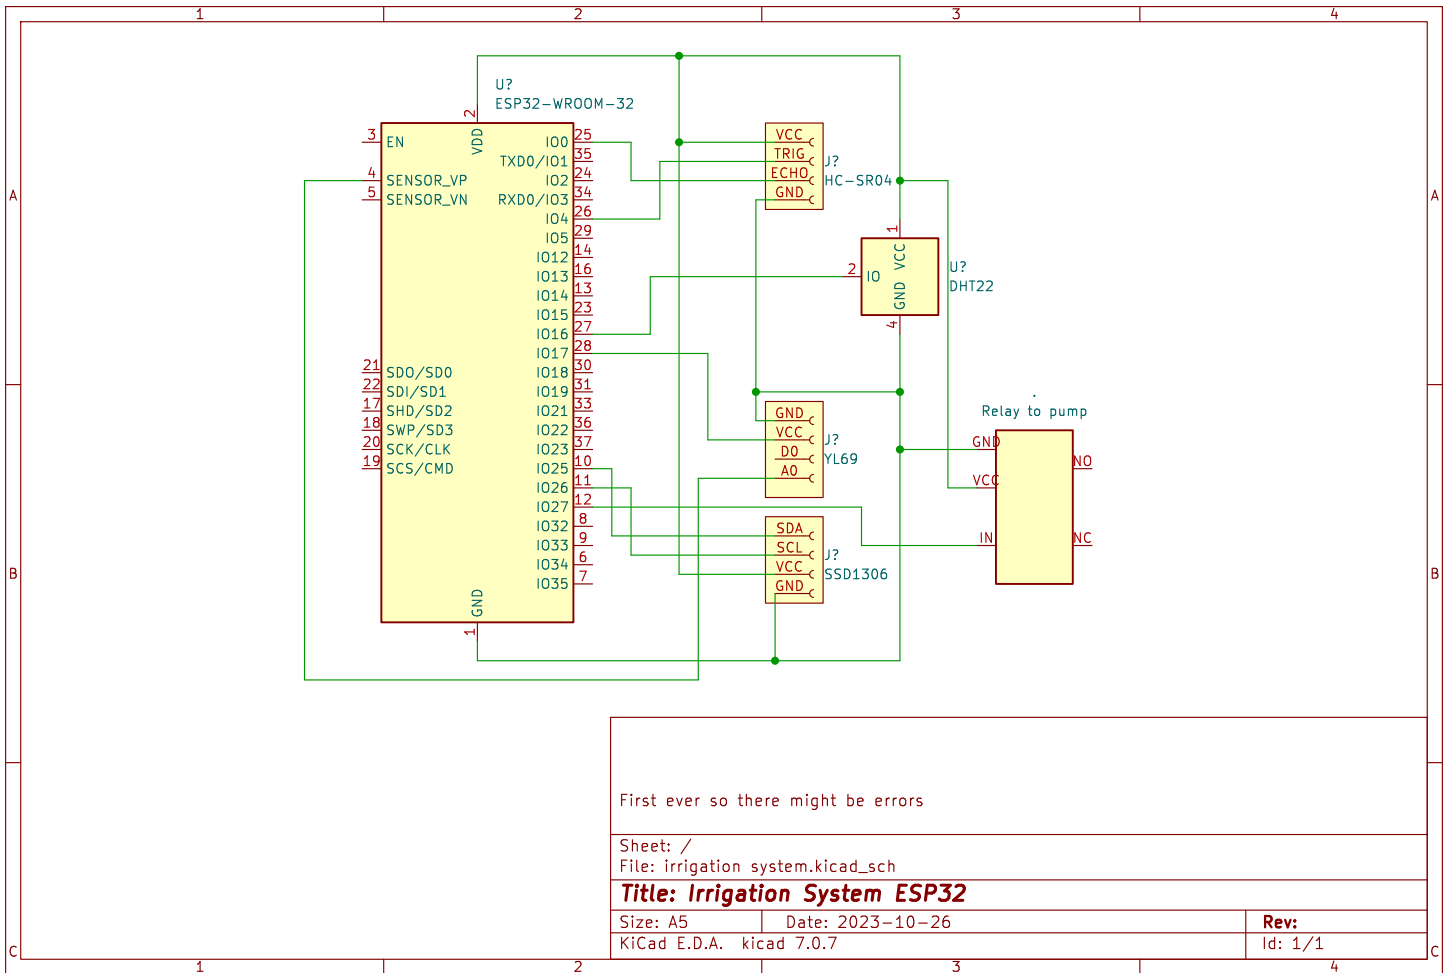 1 2 3 4
A
B
C
A
B
C
U?
ESP32-WROOM-32
2
VDD
3 EN
4 SENSOR_VP
5 SENSOR_VN
21 SDO/SD0
22 SDI/SD1
17 SHD/SD2
18 SWP/SD3
20 SCK/CLK
19 SCS/CMD
IO0 25
TXD0/IO1 35
IO2 24
RXD0/IO3 34
IO4 26
IO5 29
IO12 14
IO13 16
IO14 13
IO15 23
IO16 27
IO17 28
IO18 30
IO19 31
IO21 33
IO22 36
IO23 37
IO25 10
IO26 11
IO27 12
IO32 8
IO33 9
IO34 6
IO35 7
GND
1
VCC
TRIG
ECHO
GND
J?
HC-SR04
1
VCC
2 IO
GND
4
U?
DHT22
GND
VCC
DO
AO
J?
YL69
SDA
SCL
VCC
GND
J?
SSD1306
.
Relay to pump
GND
VCC
IN
NO
NC
First ever so there might be errors
Sheet: /
File: irrigation system.kicad_sch
Title: Irrigation System ESP32
Size: A5 Date: 2023-10-26 Rev:
KiCad E.D.A. kicad 7.0.7 Id: 1/1
1 2 3 4